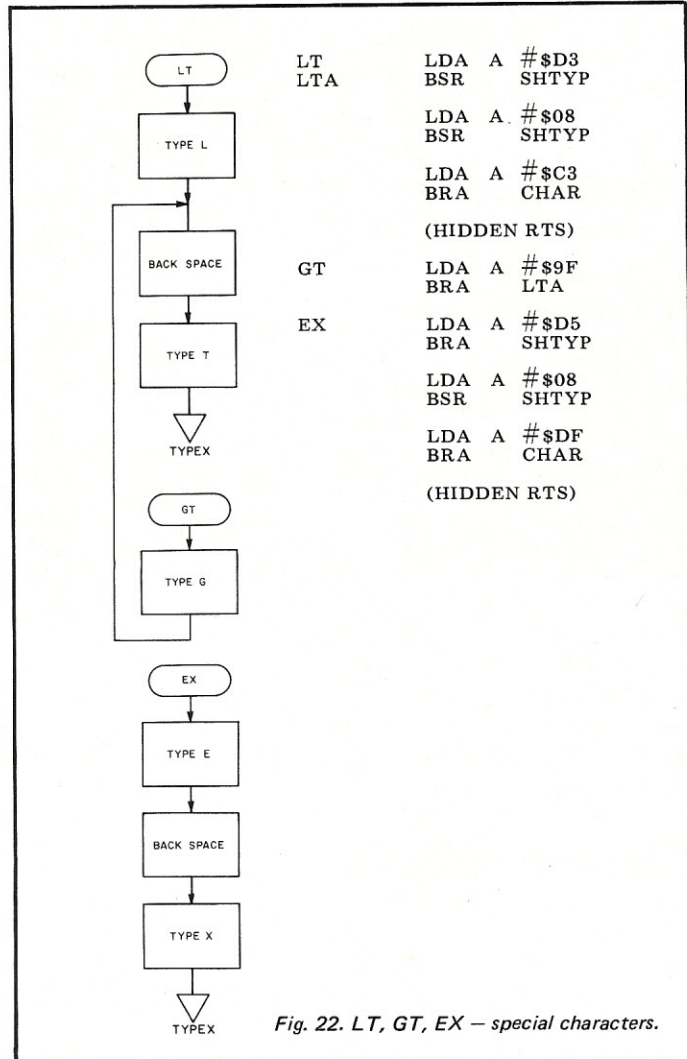 LT
TYPE L
BACK SPACE
TYPE T
TYPEX
GT
TYPE G
EX
TYPE E
BACK SPACE
TYPE X
TYPEX
LT LDA A #$D3
LTA BSR SHTYP
LDA A. #$08
BSR SHTYP
LDA A #$C3
BRA CHAR
(HIDDEN RTS)
GT LDA A #$9F
BRA LTA
EX LDA A #$D5
BRA SHTYP
LDA A #$08
BSR SHTYP
LDA A #$DF
BRA CHAR
(HIDDEN RTS)
Fig. 22. LT, GT, EX — special characters.